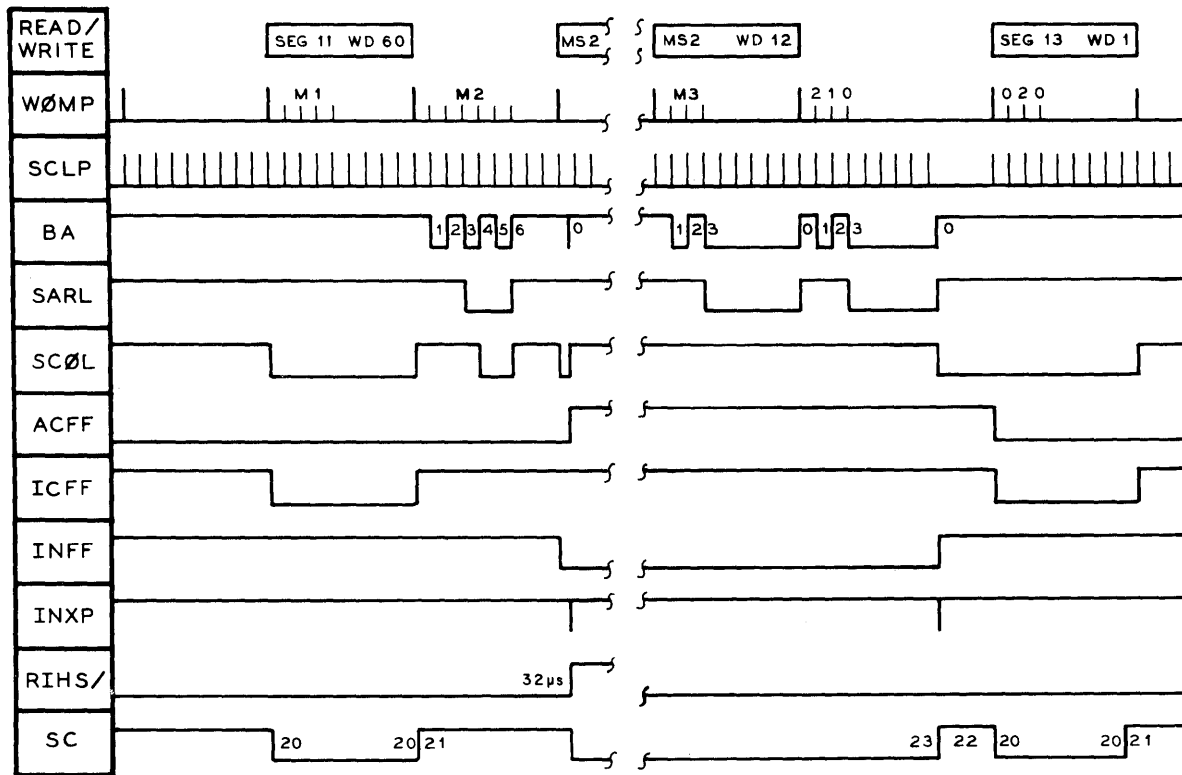 READ/
WRITE
SEG 11 WD 60
MS2
MS2 WD 12
SEG 13 WD 1
WØMP
M1
M2
M3
2 1 0
0 2 0
SCLP
BA
1 2 3 4 5 6 0
1 2 3 0 1 2 3 0
SARL
SCØL
ACFF
ICFF
INFF
INXP
RIHS/
32µs
SC
20 20 21
23 22 20 20 21